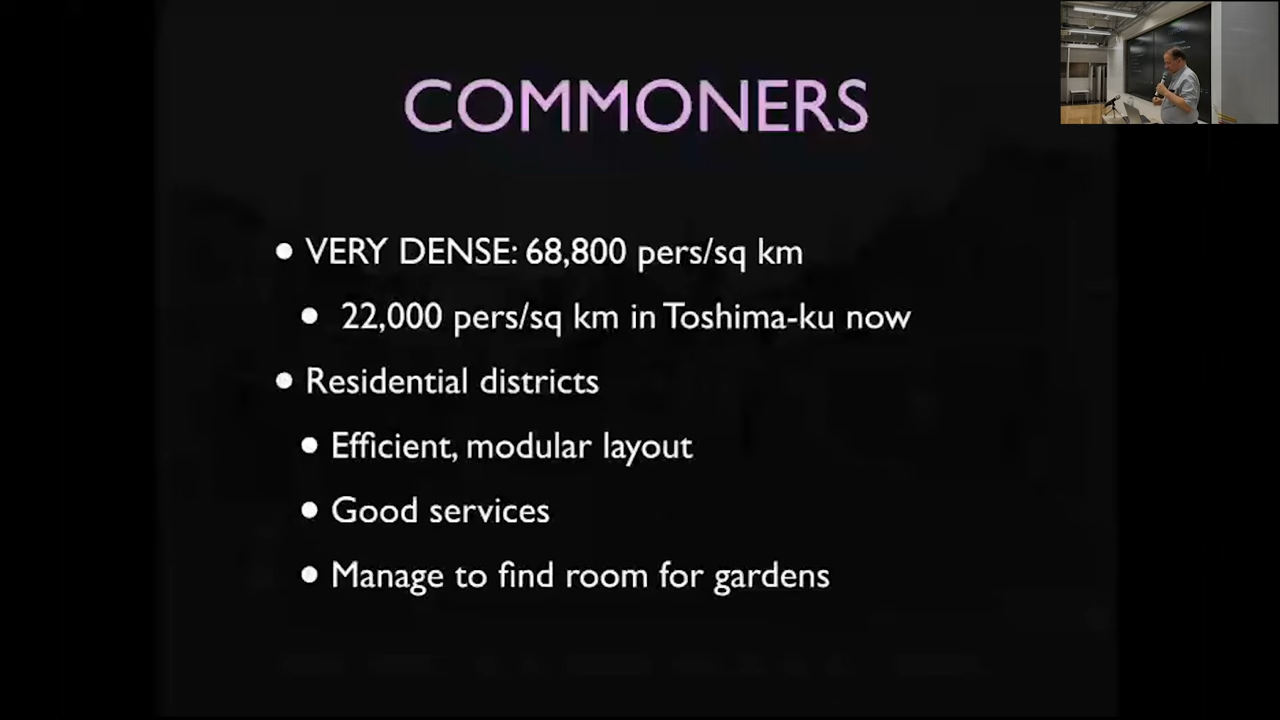 COMMONERS
• VERY DENSE: 68,800 pers/sq km
• 22,000 pers/sq km in Toshima-ku now
• Residential districts
• Efficient, modular layout
• Good services
• Manage to find room for gardens